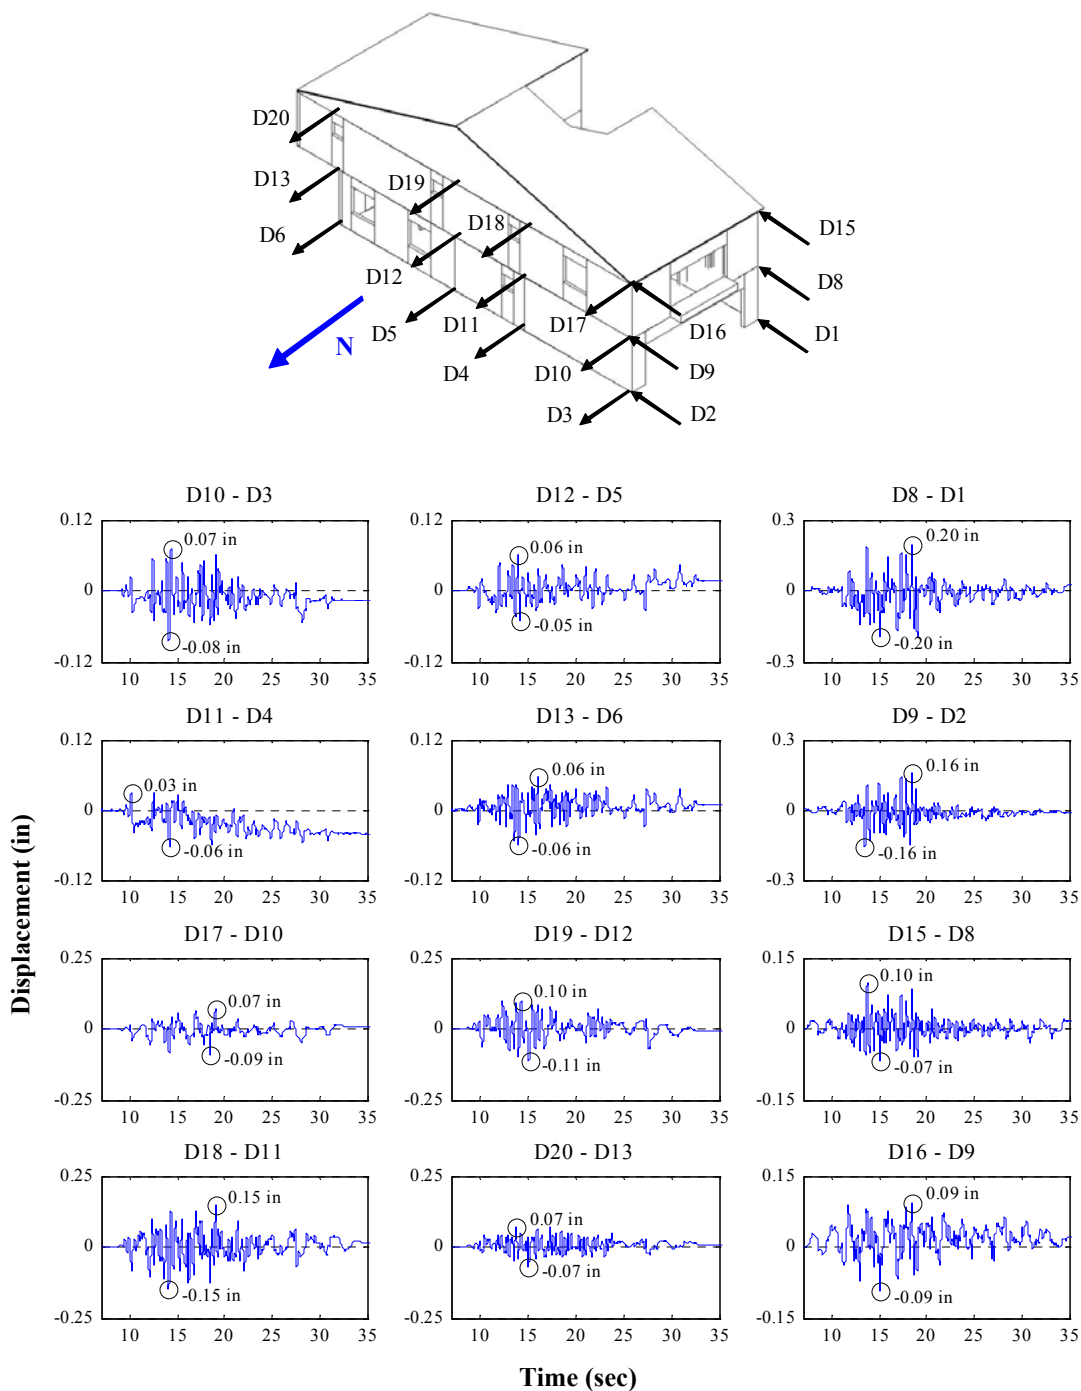 D20
D13
D19
D6
D18
D15
D12
D8
D5
D11
D17
D16
D1
N
D4
D10
D9
D3
D2
D10 - D3
D12 - D5
D8 - D1
0.12
0.07 in
0
-0.08 in
-0.12
10 15 20 25 30 35
0.12
0.06 in
0
-0.05 in
-0.12
10 15 20 25 30 35
0.3
0.20 in
0
-0.20 in
-0.3
10 15 20 25 30 35
D11 - D4
D13 - D6
D9 - D2
0.12
0.03 in
0
-0.06 in
-0.12
10 15 20 25 30 35
0.12
0.06 in
0
-0.06 in
-0.12
10 15 20 25 30 35
0.3
0.16 in
0
-0.16 in
-0.3
10 15 20 25 30 35
Displacement (in)
D17 - D10
D19 - D12
D15 - D8
0.25
0.07 in
0
-0.09 in
-0.25
10 15 20 25 30 35
0.25
0.10 in
0
-0.11 in
-0.25
10 15 20 25 30 35
0.15
0.10 in
0
-0.07 in
-0.15
10 15 20 25 30 35
D18 - D11
D20 - D13
D16 - D9
0.25
0.15 in
0
-0.15 in
-0.25
10 15 20 25 30 35
0.25
0.07 in
0
-0.07 in
-0.25
10 15 20 25 30 35
0.15
0.09 in
0
-0.09 in
-0.15
10 15 20 25 30 35
Time (sec)